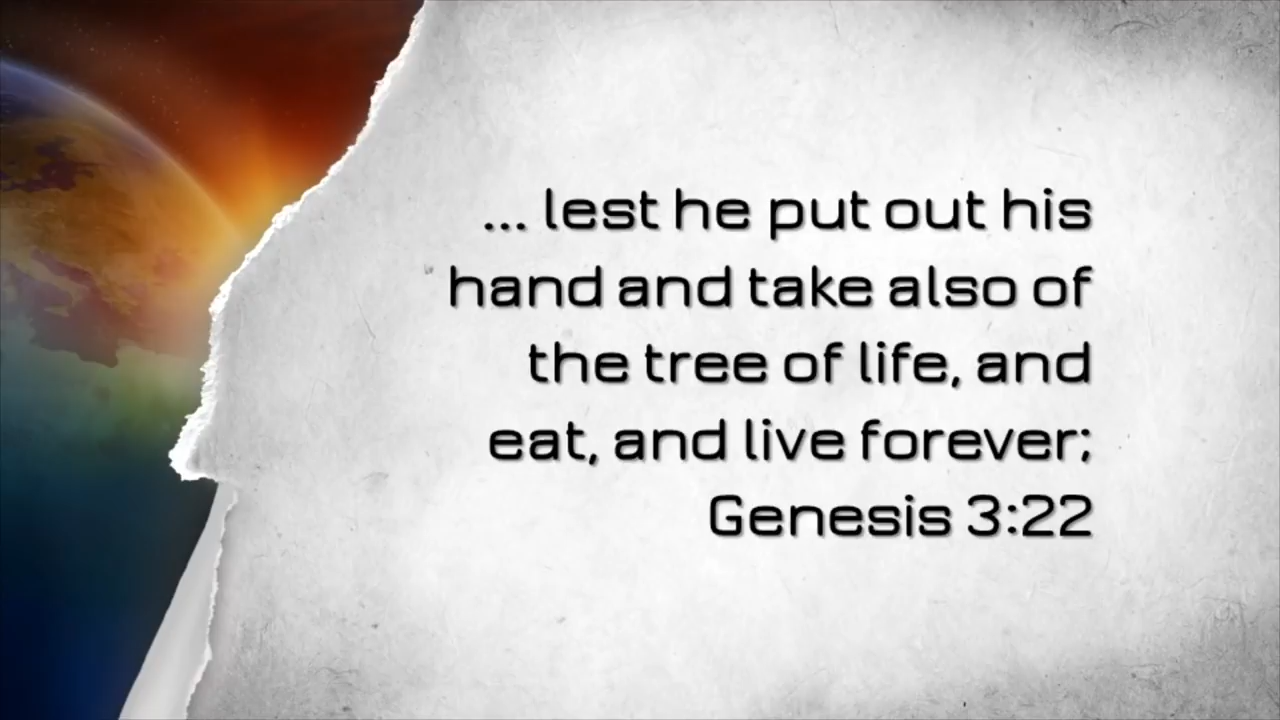 ... lest he put out his
hand and take also of
the tree of life, and
eat, and live forever;
Genesis 3:22